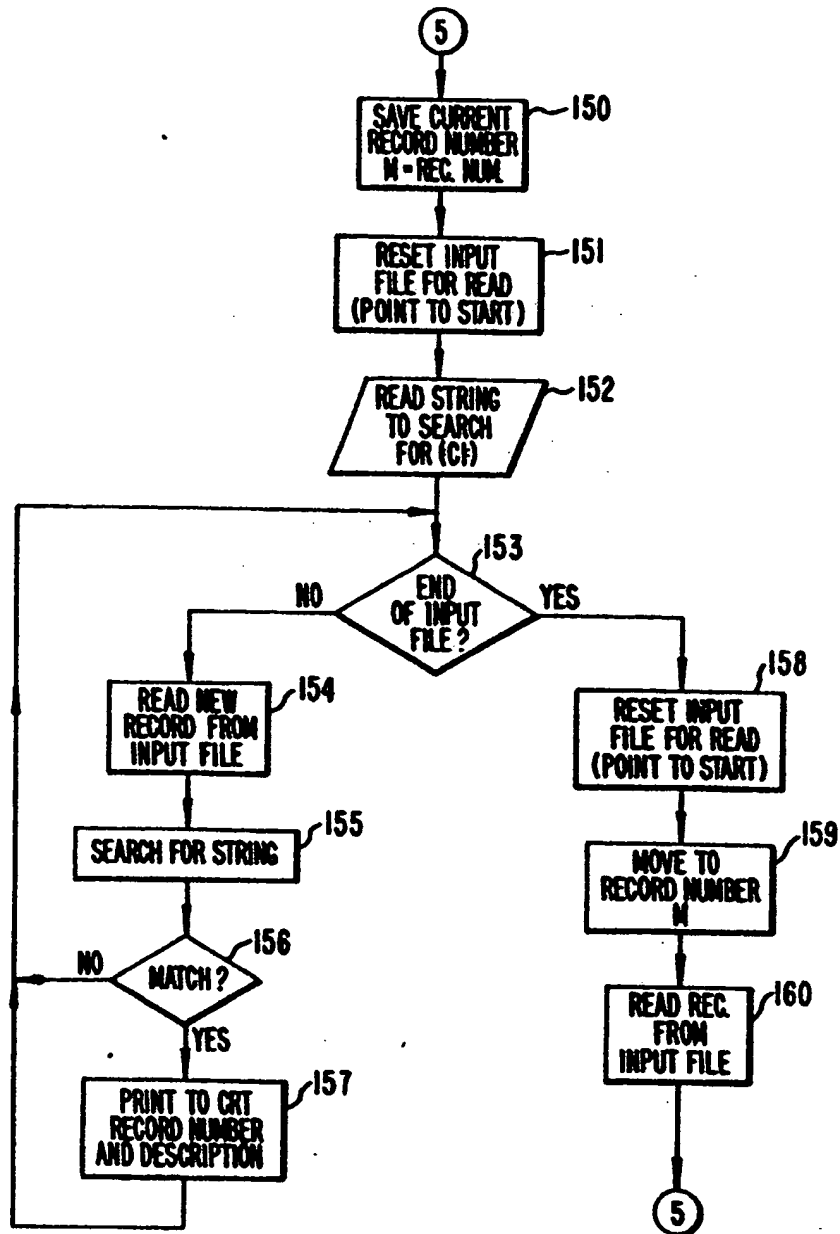 5
SAVE CURRENT
RECORD NUMBER
M = REC. NUM.
150
RESET INPUT
FILE FOR READ
(POINT TO START)
151
READ STRING
TO SEARCH
FOR (CI-)
152
END
OF INPUT
FILE?
153
NO
YES
READ NEW
RECORD FROM
INPUT FILE
154
SEARCH FOR STRING
155
MATCH?
156
NO
YES
PRINT TO CRT
RECORD NUMBER
AND DESCRIPTION
157
RESET INPUT
FILE FOR READ
(POINT TO START)
158
MOVE TO
RECORD NUMBER
M
159
READ REC.
FROM
INPUT FILE
160
5